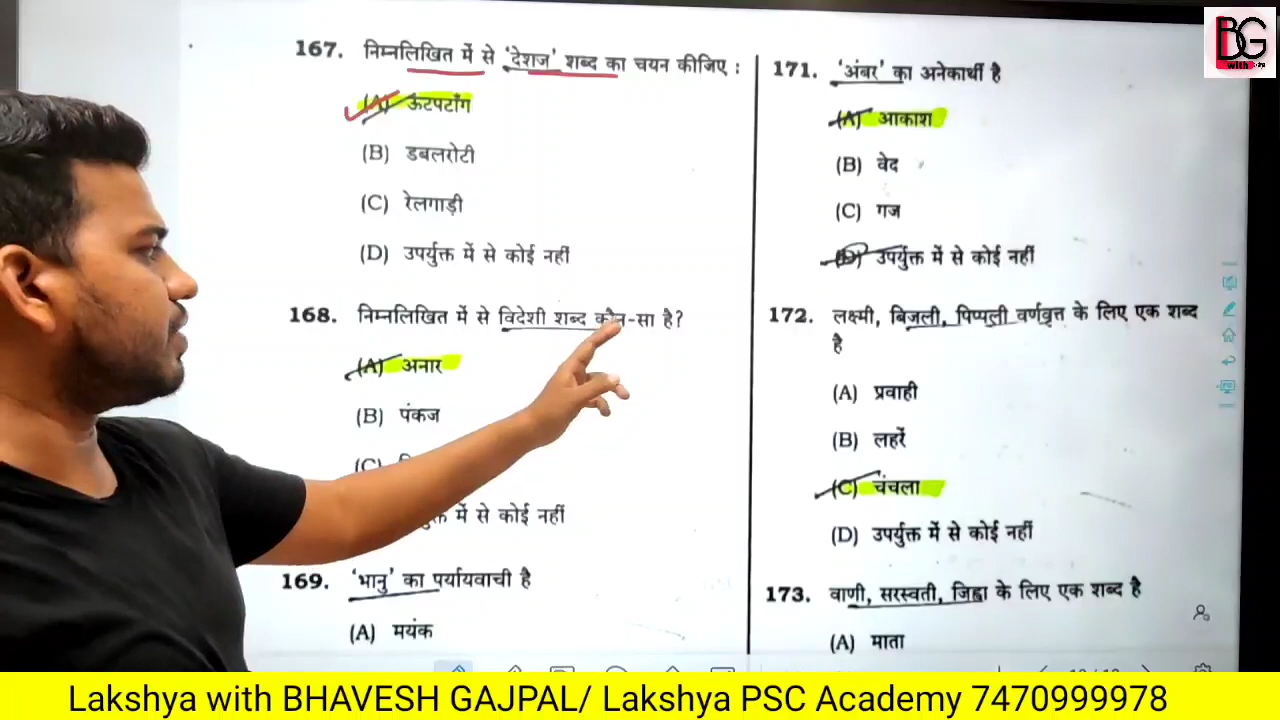 BG
with
167. निम्नलिखित में से 'देशज' शब्द का चयन कीजिए :
(A) ऊटपटाँग
(B) डबलरोटी
(C) रेलगाड़ी
(D) उपर्युक्त में से कोई नहीं
168. निम्नलिखित में से विदेशी शब्द कौन-सा है?
(A) अनार
(B) पंकज
(C)
में से कोई नहीं
169. 'भानु' का पर्यायवाची है
(A) मयंक
171. 'अंबर' का अनेकार्थी है
(A) आकाश
(B) वेद
(C) गज
(D) उपर्युक्त में से कोई नहीं
172. लक्ष्मी, बिजली, पिप्पली वर्णवृत्त के लिए एक शब्द
है
(A) प्रवाही
(B) लहरें
(C) चंचला
(D) उपर्युक्त में से कोई नहीं
173. वाणी, सरस्वती, जिह्वा के लिए एक शब्द है
(A) माता
Lakshya with BHAVESH GAJPAL/ Lakshya PSC Academy 7470999978